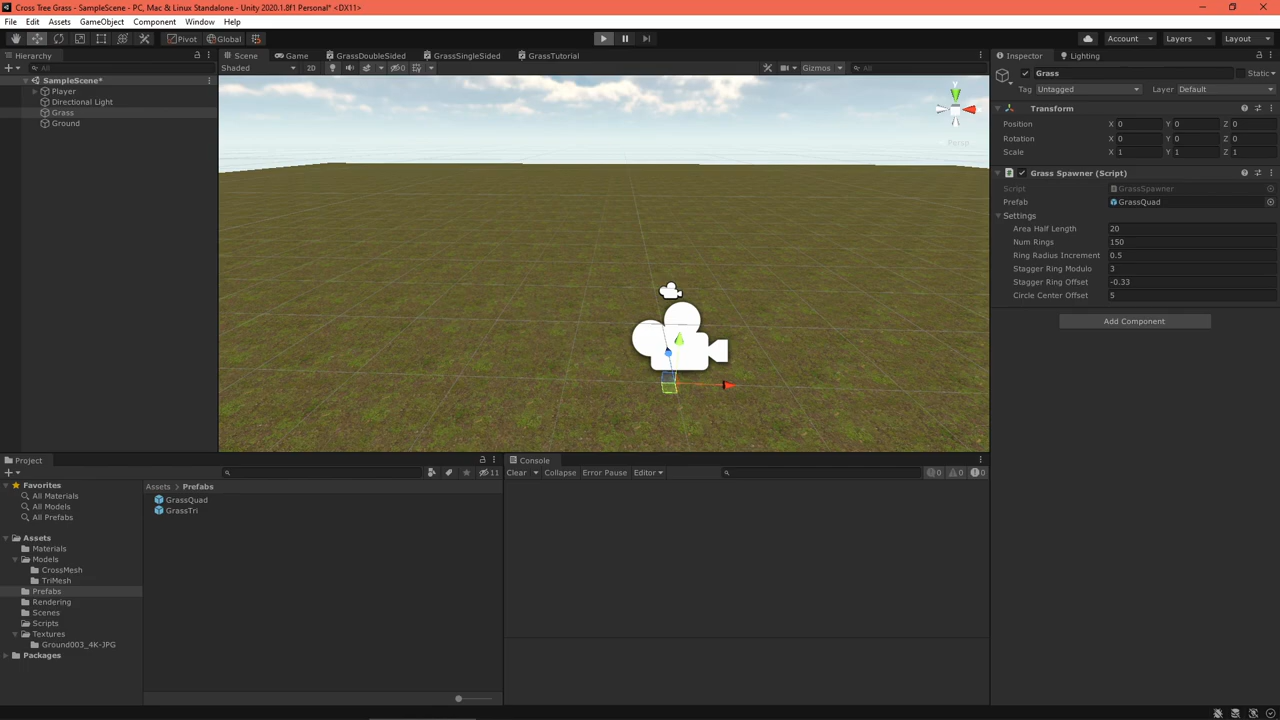 Cross Tree Grass - SampleScene - PC, Mac & Linux Standalone - Unity 2020.1.8f1 Personal* <DX11>
File Edit Assets GameObject Component Window Help
Pivot Global Account Layers Layout
Hierarchy
All
SampleScene*
Player
Directional Light
Grass
Ground
Scene Game GrassDoubleSided GrassSingleSided GrassTutorial
Shaded 2D 0 Gizmos All
y
Persp
Inspector Lighting
Grass Static
Tag Untagged Layer Default
Transform
Position X 0 Y 0 Z 0
Rotation X 0 Y 0 Z 0
Scale X 1 Y 1 Z 1
Grass Spawner (Script)
Script GrassSpawner
Prefab GrassQuad
Settings
Area Half Length 20
Num Rings 150
Ring Radius Increment 0.5
Stagger Ring Modulo 3
Stagger Ring Offset -0.33
Circle Center Offset 5
Add Component
Project
11
Favorites
All Materials
All Models
All Prefabs
Assets
Materials
Models
CrossMesh
TriMesh
Prefabs
Rendering
Scenes
Scripts
Textures
Ground003_4K-JPG
Packages
Assets Prefabs
GrassQuad
GrassTri
Console
Clear Collapse Error Pause Editor 0 0 0